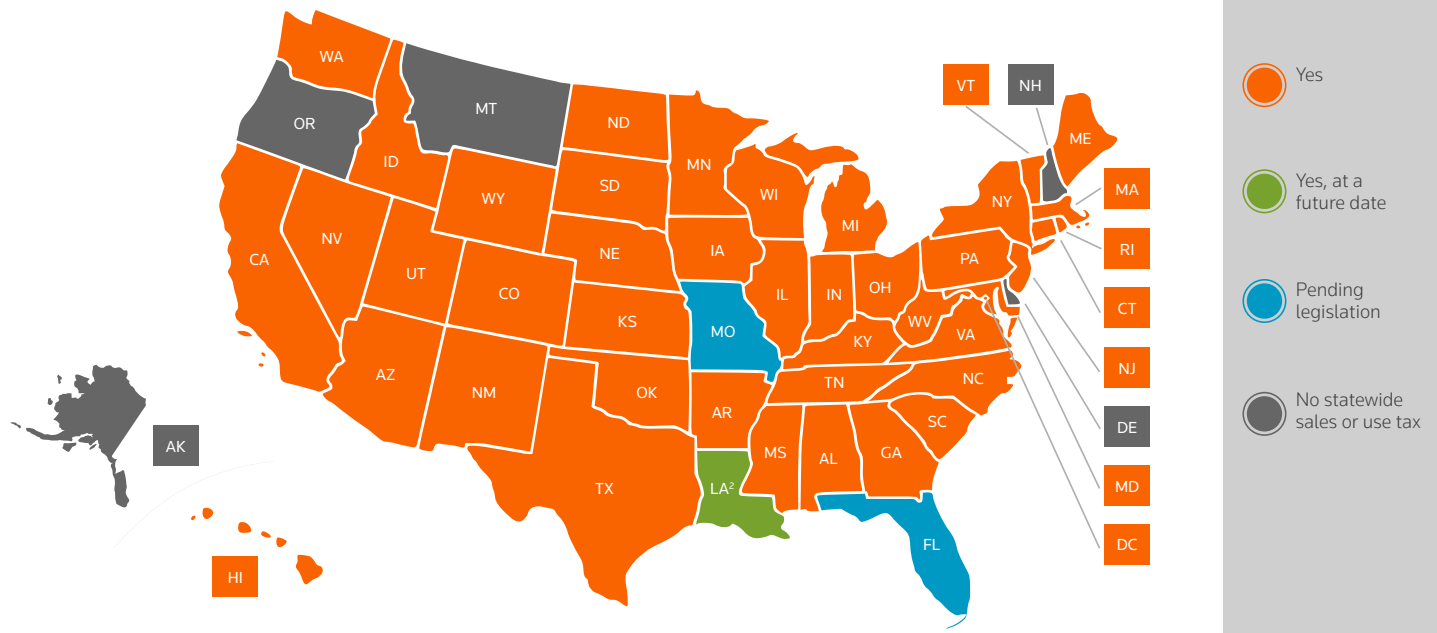 WA
OR
MT
ID
ND
MN
SD
WY
WI
MI
NE
IA
NV
CA
UT
CO
KS
MO
IL
IN
OH
KY
WV
VA
PA
NY
VT
NH
ME
MA
RI
CT
NJ
DE
MD
DC
AZ
NM
OK
AR
TN
NC
SC
MS
AL
GA
TX
LA²
FL
AK
HI
Yes
Yes, at a
future date
Pending
legislation
No statewide
sales or use tax